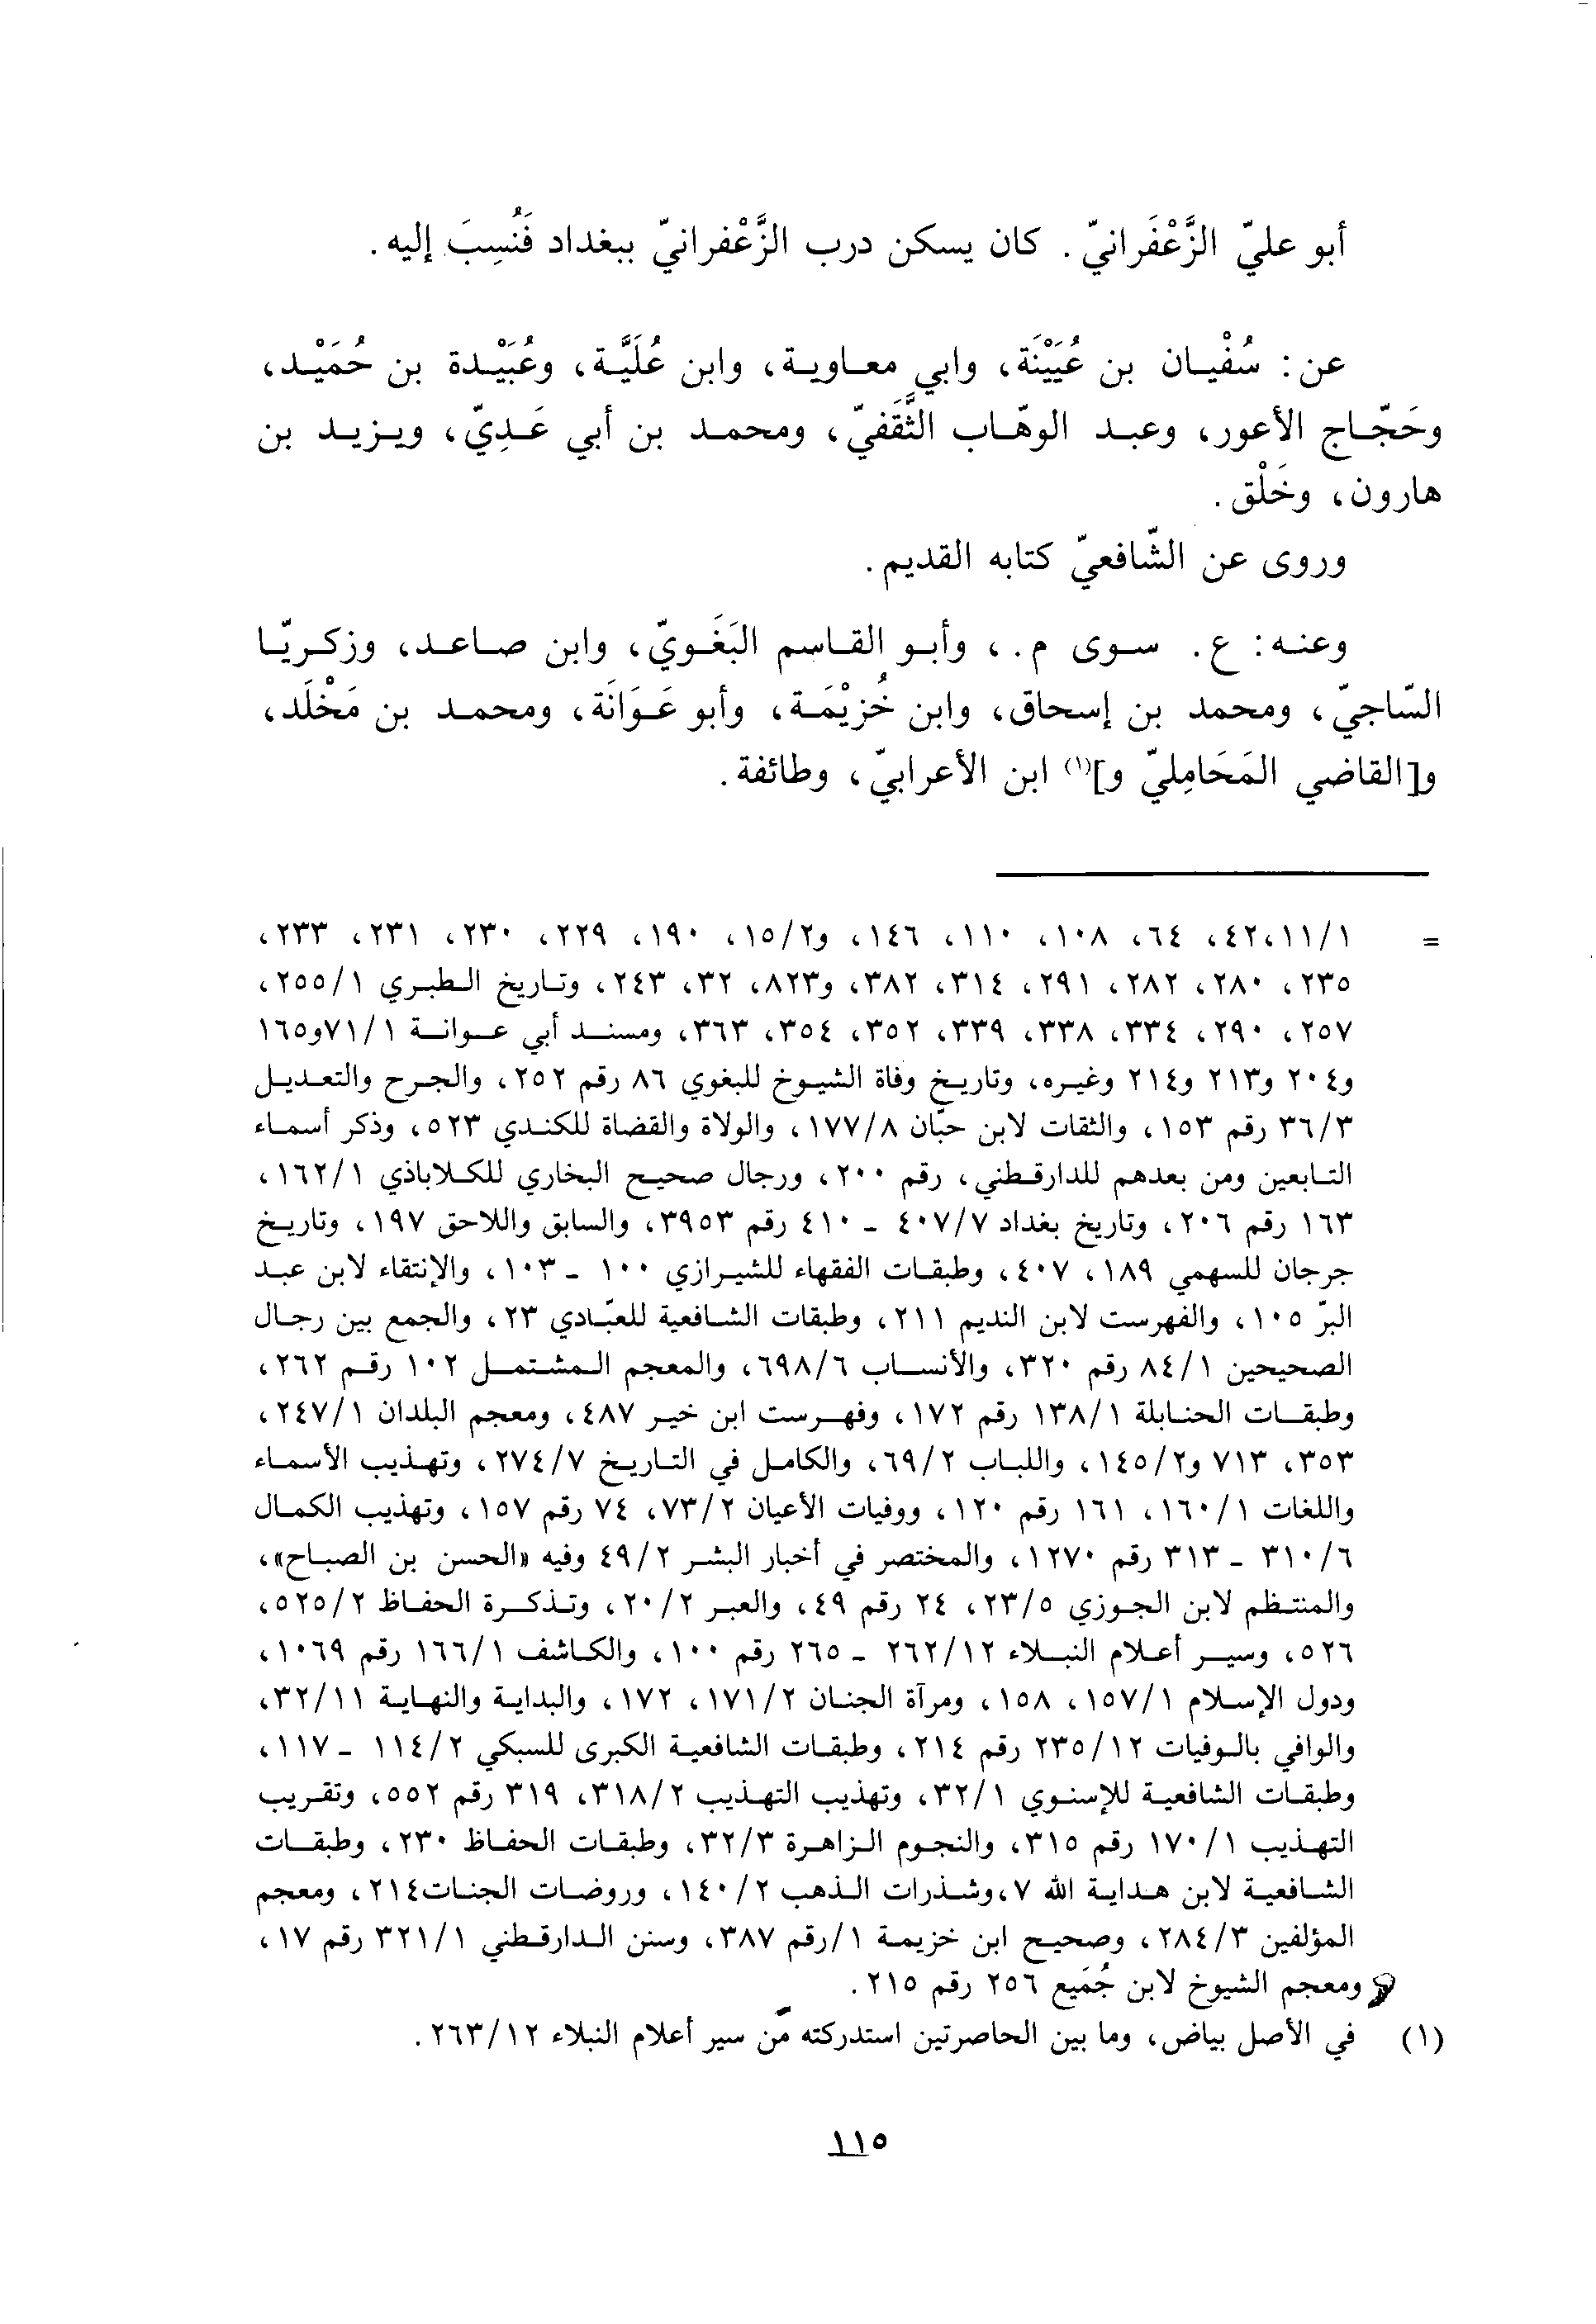 أبو عليّ الزَّعْفَرانيّ. كان يسكن درب الزَّعْفرانيّ ببغداد فَنُسِبَ إليه.
عن: سُفْيان بن عُيَيْنَة، وابي معاوية، وابن عُلَيَّة، وعُبَيْدة بن حُمَيْد،
وحَجّاج الأعور، وعبد الوهّاب الثَّقَفيّ، ومحمد بن أبي عَدِيّ، ويزيد بن
هارون، وخَلْق.
وروى عن الشّافعيّ كتابه القديم.
وعنه: ع. سوى م.، وأبو القاسم البَغَويّ، وابن صاعد، وزكريّا
السّاجيّ، ومحمد بن إسحاق، وابن خُزيْمَة، وأبو عَوَانَة، ومحمد بن مَخْلَد،
و[القاضي المَحَامِليّ و](١) ابن الأعرابيّ، وطائفة.
= ١/١١، ٤٢، ٦٤، ١٠٨، ١١٠، ١٤٦، و٢/١٥، ١٩٠، ٢٢٩، ٢٣٠، ٢٣١، ٢٣٣،
٢٣٥، ٢٨٠، ٢٨٢، ٢٩١، ٣١٤، ٣٨٢، و٨٢٣، ٣٢، ٢٤٣، وتاريخ الطبري ١/٢٥٥،
٢٥٧، ٢٩٠، ٣٣٤، ٣٣٨، ٣٣٩، ٣٥٢، ٣٥٤، ٣٦٣، ومسند أبي عوانة ١/٧١و١٦٥
و٢٠٤ و٢١٣ و٢١٤ وغيره، وتاريخ وفاة الشيوخ للبغوي ٨٦ رقم ٢٥٢، والجرح والتعديل
٣/٣٦ رقم ١٥٣، والثقات لابن حبّان ٨/١٧٧، والولاة والقضاة للكندي ٥٢٣، وذكر أسماء
التابعين ومن بعدهم للدارقطني، رقم ٢٠٠، ورجال صحيح البخاري للكلاباذي ١/١٦٢،
١٦٣ رقم ٢٠٦، وتاريخ بغداد ٧/٤٠٧ - ٤١٠ رقم ٣٩٥٣، والسابق واللاحق ١٩٧، وتاريخ
جرجان للسهمي ١٨٩، ٤٠٧، وطبقات الفقهاء للشيرازي ١٠٠ - ١٠٣، والإنتقاء لابن عبد
البرّ ١٠٥، والفهرست لابن النديم ٢١١، وطبقات الشافعية للعبّادي ٢٣، والجمع بين رجال
الصحيحين ١/٨٤ رقم ٣٢٠، والأنساب ٦/٦٩٨، والمعجم المشتمل ١٠٢ رقم ٢٦٢،
وطبقات الحنابلة ١/١٣٨ رقم ١٧٢، وفهرست ابن خير ٤٨٧، ومعجم البلدان ١/٢٤٧،
٣٥٣، ٧١٣ و٢/١٤٥، واللباب ٢/٦٩، والكامل في التاريخ ٧/٢٧٤، وتهذيب الأسماء
واللغات ١/١٦٠، ١٦١ رقم ١٢٠، ووفيات الأعيان ٢/٧٣، ٧٤ رقم ١٥٧، وتهذيب الكمال
٦/٣١٠ - ٣١٣ رقم ١٢٧٠، والمختصر في أخبار البشر ٢/٤٩ وفيه «الحسن بن الصباح»،
والمنتظم لابن الجوزي ٥/٢٣، ٢٤ رقم ٤٩، والعبر ٢/٢٠، وتذكرة الحفاظ ٢/٥٢٥،
٥٢٦، وسير أعلام النبلاء ١٢/٢٦٢ - ٢٦٥ رقم ١٠٠، والكاشف ١/١٦٦ رقم ١٠٦٩،
ودول الإسلام ١/١٥٧، ١٥٨، ومرآة الجنان ٢/١٧١، ١٧٢، والبداية والنهاية ١١/٣٢،
والوافي بالوفيات ١٢/٢٣٥ رقم ٢١٤، وطبقات الشافعية الكبرى للسبكي ٢/١١٤ - ١١٧،
وطبقات الشافعية للإسنوي ١/٣٢، وتهذيب التهذيب ٢/٣١٨، ٣١٩ رقم ٥٥٢، وتقريب
التهذيب ١/١٧٠ رقم ٣١٥، والنجوم الزاهرة ٣/٣٢، وطبقات الحفاظ ٢٣٠، وطبقات
الشافعية لابن هداية الله ٧،وشذرات الذهب ٢/١٤٠، وروضات الجنات٢١٤، ومعجم
المؤلفين ٣/٢٨٤، وصحيح ابن خزيمة ١/رقم ٣٨٧، وسنن الدارقطني ١/٣٢١ رقم ١٧،
ومعجم الشيوخ لابن جُمَيع ٢٥٦ رقم ٢١٥.
(١) في الأصل بياض، وما بين الحاصرتين استدركته من سير أعلام النبلاء ١٢/٢٦٣.
١١٥